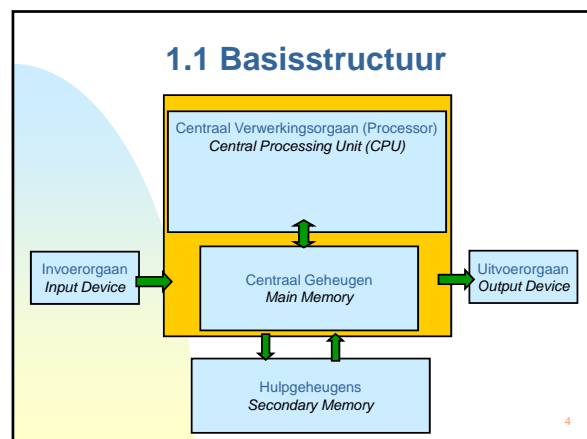 1.1 Basisstructuur
Centraal Verwerkingsorgaan (Processor)
Central Processing Unit (CPU)
Invoerorgaan
Input Device
Centraal Geheugen
Main Memory
Uitvoerorgaan
Output Device
Hulpgeheugens
Secondary Memory
4